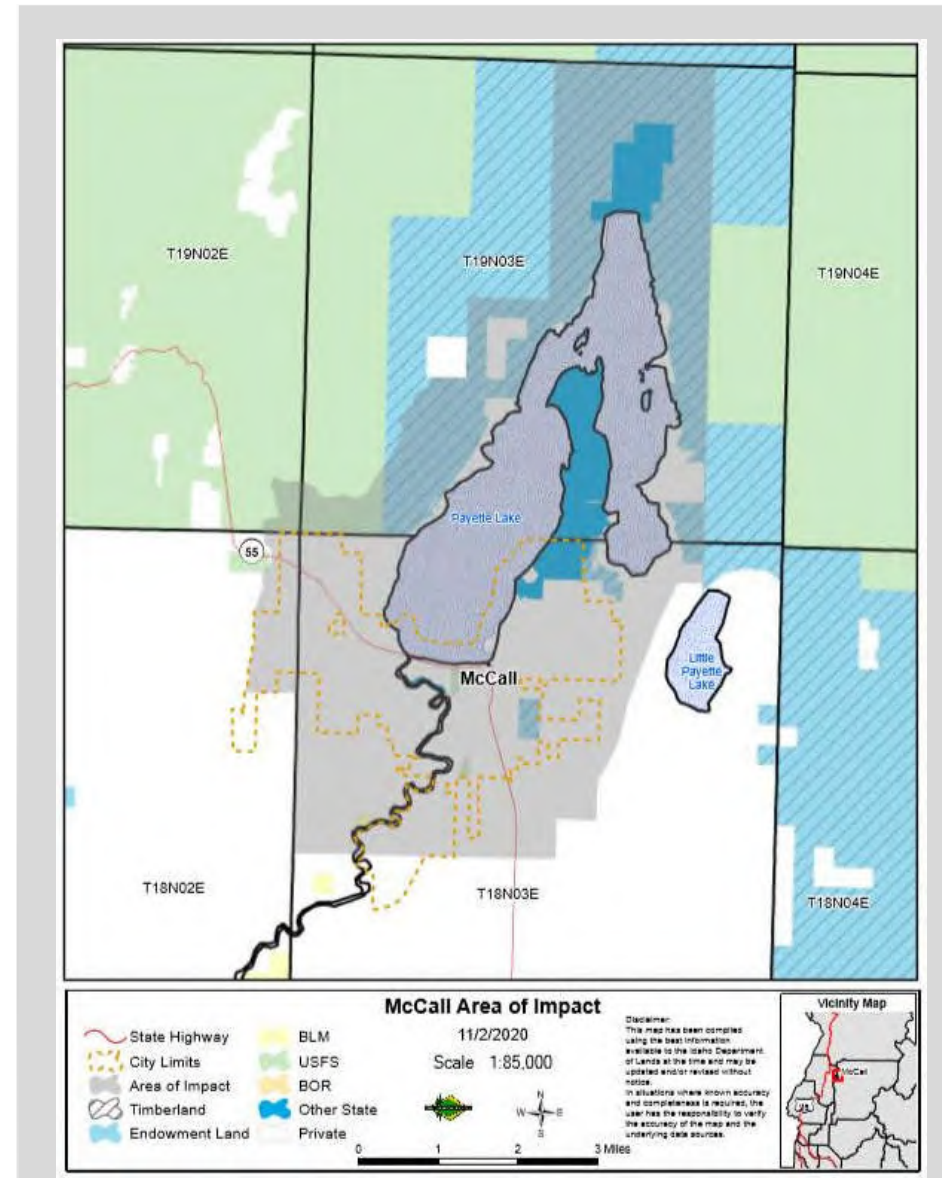 T19N02E
T19N03E
T19N04E
Payette Lake
55
Little
Payette
Lake
McCall
T18N02E
T18N03E
T18N04E
McCall Area of Impact
11/2/2020
Scale 1:85,000
State Highway
City Limits
Area of Impact
Timberland
Endowment Land
BLM
USFS
BOR
Other State
Private
W
E
S
0 1 2 3 Miles
Disclaimer:
This map has been compiled
using the best information
available to the Idaho Department
of Lands at the time and may be
updated and/or revised without
notice.
In situations where known accuracy
and completeness is required, the
user has the responsibility to verify
the accuracy of the map and the
underlying data sources.
Vicinity Map
McCall